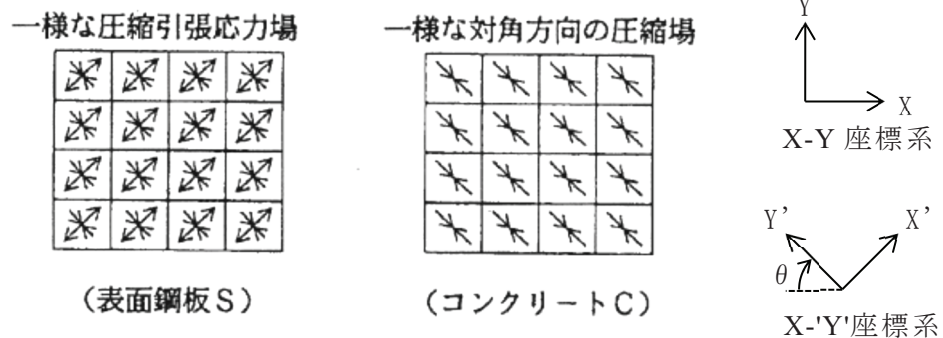 一様な圧縮引張応力場
(表面鋼板S)
一様な対角方向の圧縮場
(コンクリートC)
Y
X
X-Y 座標系
Y’
X’
θ
X-'Y'座標系